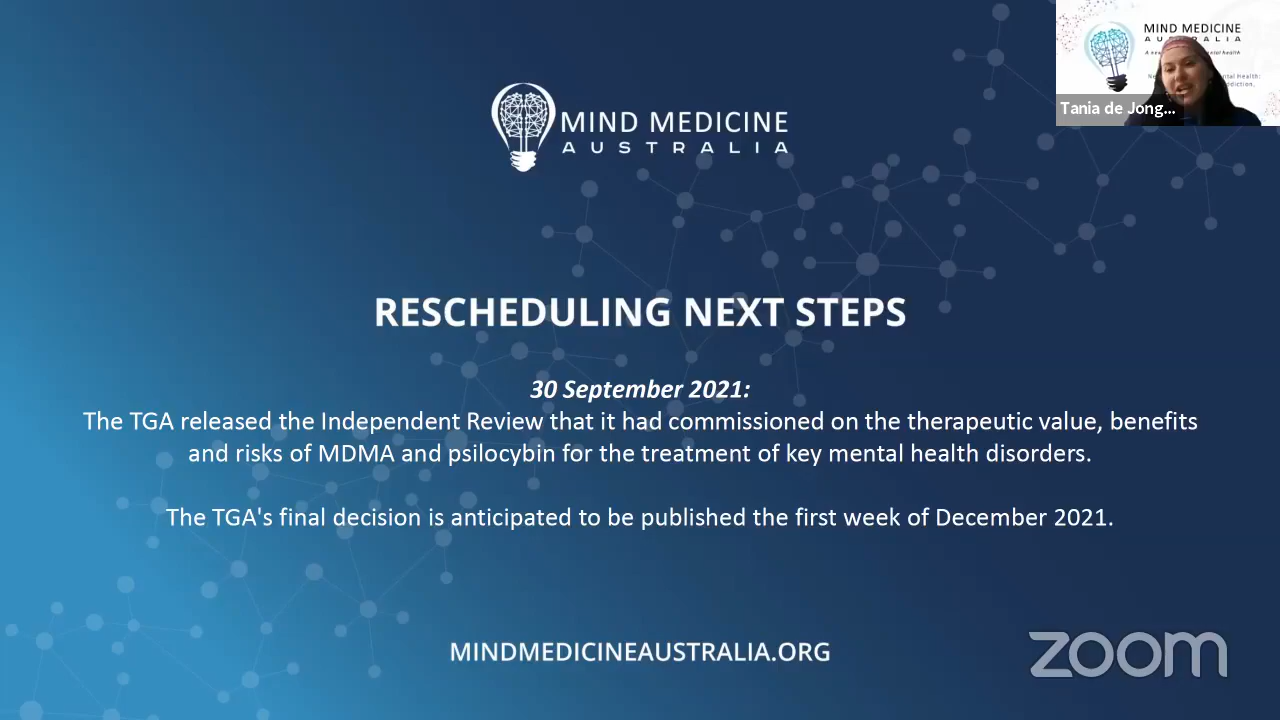 MIND MEDICINE
AUSTRALIA
Tania de Jong...
MIND MEDICINE
AUSTRALIA
RESCHEDULING NEXT STEPS
30 September 2021:
The TGA released the Independent Review that it had commissioned on the therapeutic value, benefits
and risks of MDMA and psilocybin for the treatment of key mental health disorders.
The TGA's final decision is anticipated to be published the first week of December 2021.
MINDMEDICINEAUSTRALIA.ORG
zoom